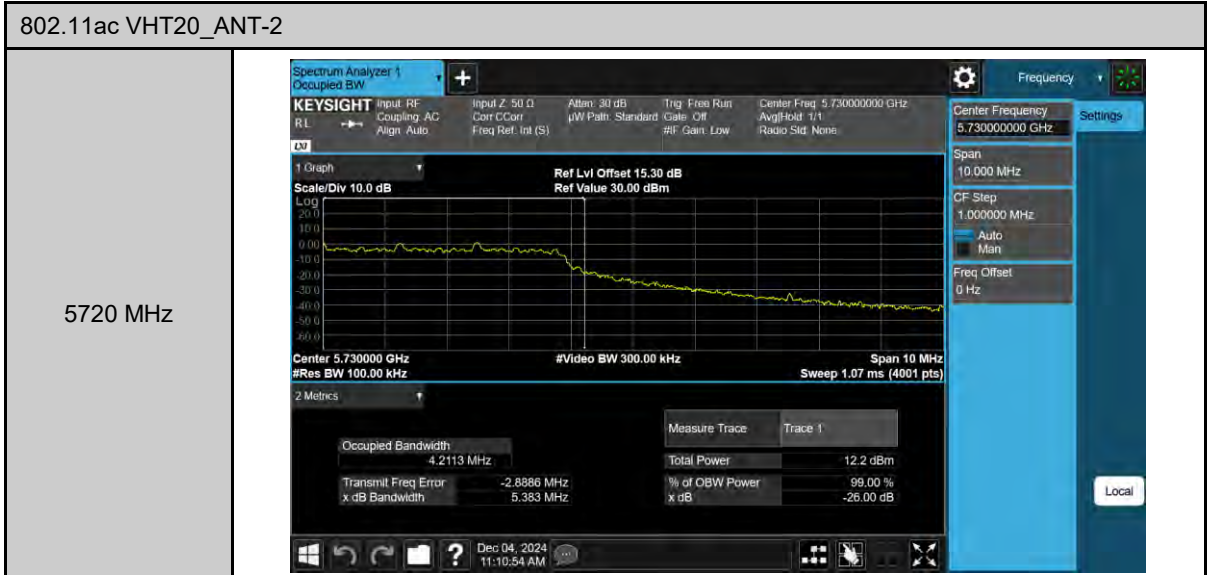 802.11ac VHT20_ANT-2
5720 MHz
Spectrum Analyzer 1
Occupied BW
Frequency
KEYSIGHT
RL
LXI
Input: RF
Coupling: AC
Align: Auto
Input Z: 50 Ω
Corr CCorr
Freq Ref: Int (S)
Atten: 30 dB
µW Path: Standard
Trig: Free Run
Gate: Off
#IF Gain: Low
Center Freq: 5.730000000 GHz
Avg|Hold: 1/1
Radio Std: None
Center Frequency
5.730000000 GHz
Settings
Span
10.000 MHz
CF Step
1.000000 MHz
Auto
Man
Freq Offset
0 Hz
Local
1 Graph
Scale/Div 10.0 dB
Ref Lvl Offset 15.30 dB
Ref Value 30.00 dBm
Log
20.0
10.0
0.00
-10.0
-20.0
-30.0
-40.0
-50.0
-60.0
Center 5.730000 GHz
#Res BW 100.00 kHz
#Video BW 300.00 kHz
Span 10 MHz
Sweep 1.07 ms (4001 pts)
2 Metrics
Measure Trace Trace 1
Occupied Bandwidth
4.2113 MHz
Total Power 12.2 dBm
Transmit Freq Error -2.8886 MHz
% of OBW Power 99.00 %
x dB Bandwidth 5.383 MHz
x dB -26.00 dB
?
Dec 04, 2024
11:10:54 AM